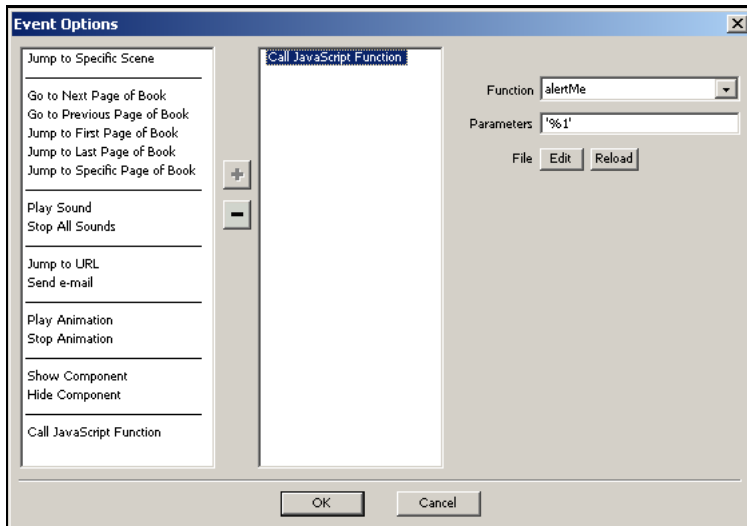 Event Options
Jump to Specific Scene
Go to Next Page of Book
Go to Previous Page of Book
Jump to First Page of Book
Jump to Last Page of Book
Jump to Specific Page of Book
Play Sound
Stop All Sounds
Jump to URL
Send e-mail
Play Animation
Stop Animation
Show Component
Hide Component
Call JavaScript Function
Call JavaScript Function
Function alertMe
Parameters '%1'
File Edit Reload
OK Cancel